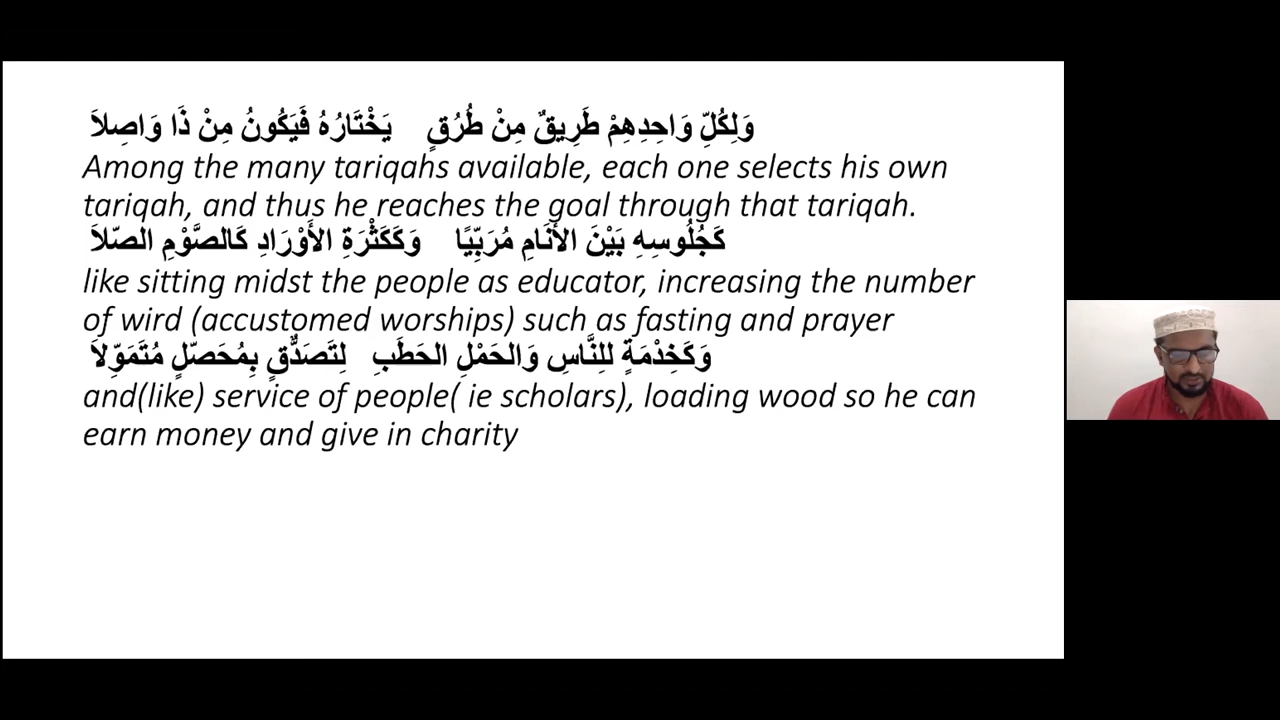 وَلِكُلِّ وَاحِدِهِمْ طَرِيقٌ مِنْ طُرُقٍ يَخْتَارُهُ فَيَكُونُ مِنْ ذَا وَاصِلاَ
Among the many tariqahs available, each one selects his own
tariqah, and thus he reaches the goal through that tariqah.
كَجُلُوسِهِ بَيْنَ الأَنَامِ مُرَبِّيًا وَكَكَثْرَةِ الأَوْرَادِ كَالصَّوْمِ الصّلاَ
like sitting midst the people as educator, increasing the number
of wird (accustomed worships) such as fasting and prayer
وَكَخِدْمَةٍ للِنَّاسِ وَالحَمْلِ الحَطَبِ لِتَصَدُّقٍ بِمُحَصّلٍ مُتَمَوِّلاَ
and(like) service of people( ie scholars), loading wood so he can
earn money and give in charity